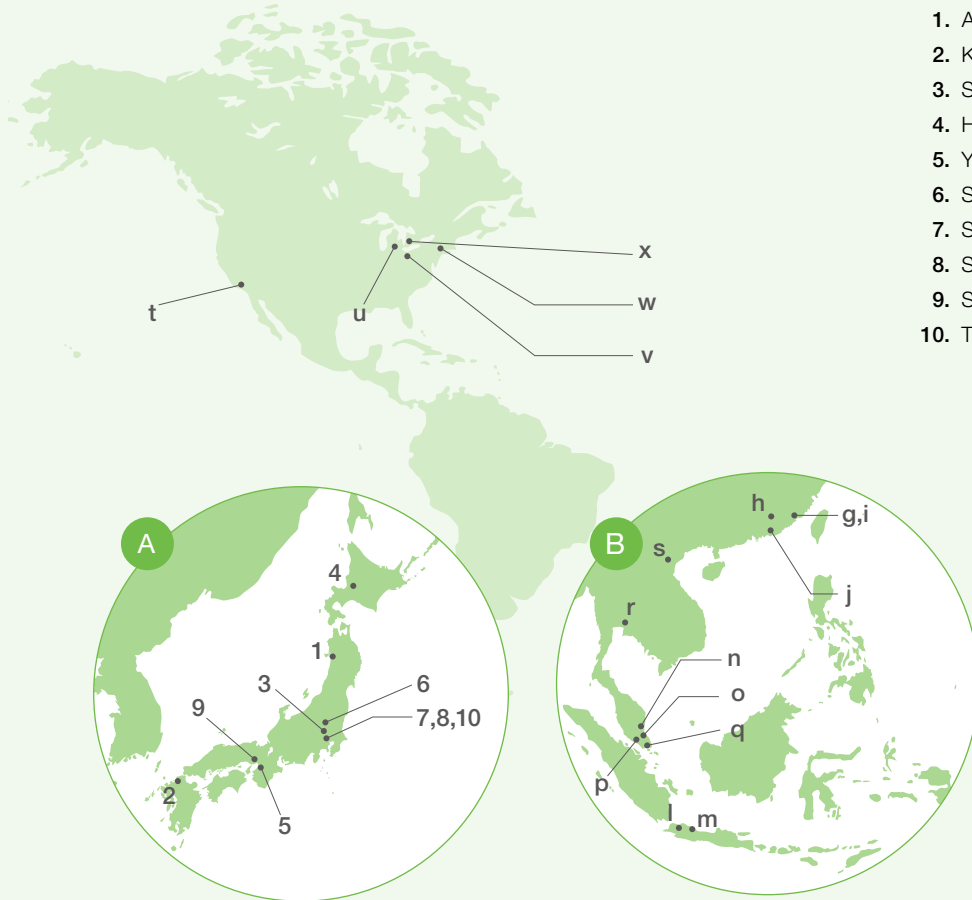 1. A
2. K
3. S
4. H
5. Y
6. S
7. S
8. S
9. S
10. T
x
t
u
w
v
A
4
1
3
6
9
7,8,10
2
5
B
h
g,i
s
j
r
n
o
q
p
l
m